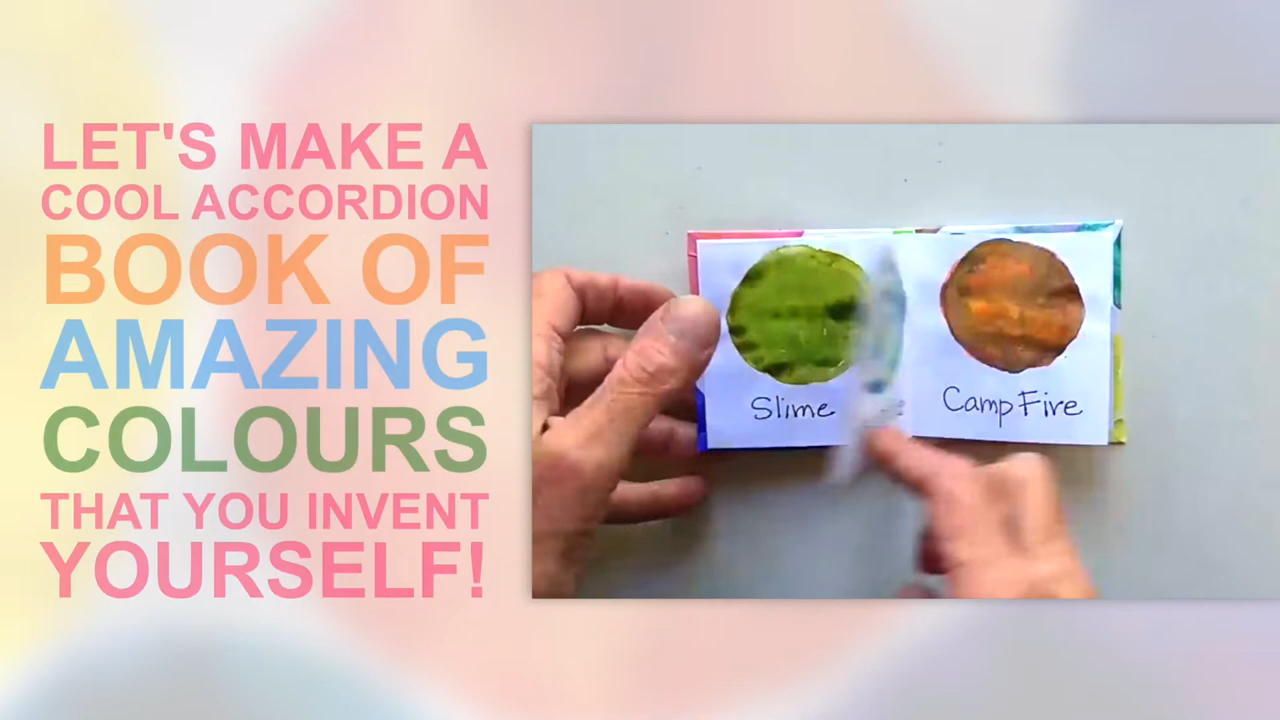 LET'S MAKE A
COOL ACCORDION
BOOK OF
AMAZING
COLOURS
THAT YOU INVENT
YOURSELF!
Slime
Camp Fire